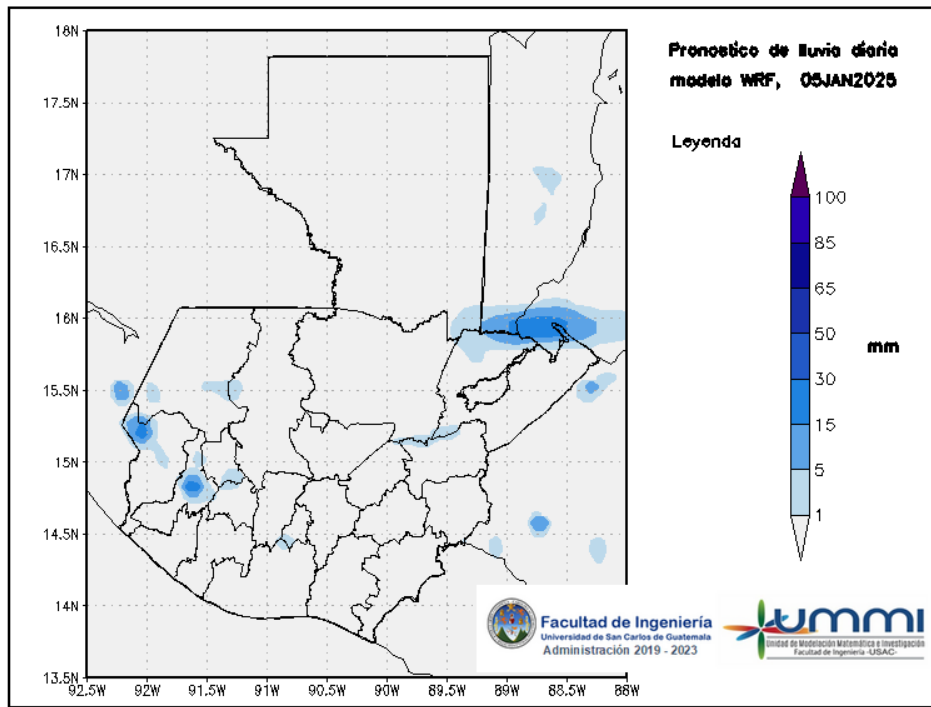 Pronostico de lluvia diaria
modelo WRF, 05JAN2025
Leyenda
100
85
65
50
30
15
5
1
mm
18N
17.5N
17N
16.5N
16N
15.5N
15N
14.5N
14N
13.5N
92.5W 92W 91.5W 91W 90.5W 90W 89.5W 89W 88.5W 88W
Facultad de Ingeniería
Universidad de San Carlos de Guatemala
Administración 2019 - 2023
UMMI
Unidad de Modelación Matemática e Investigación
Facultad de Ingeniería -USAC-